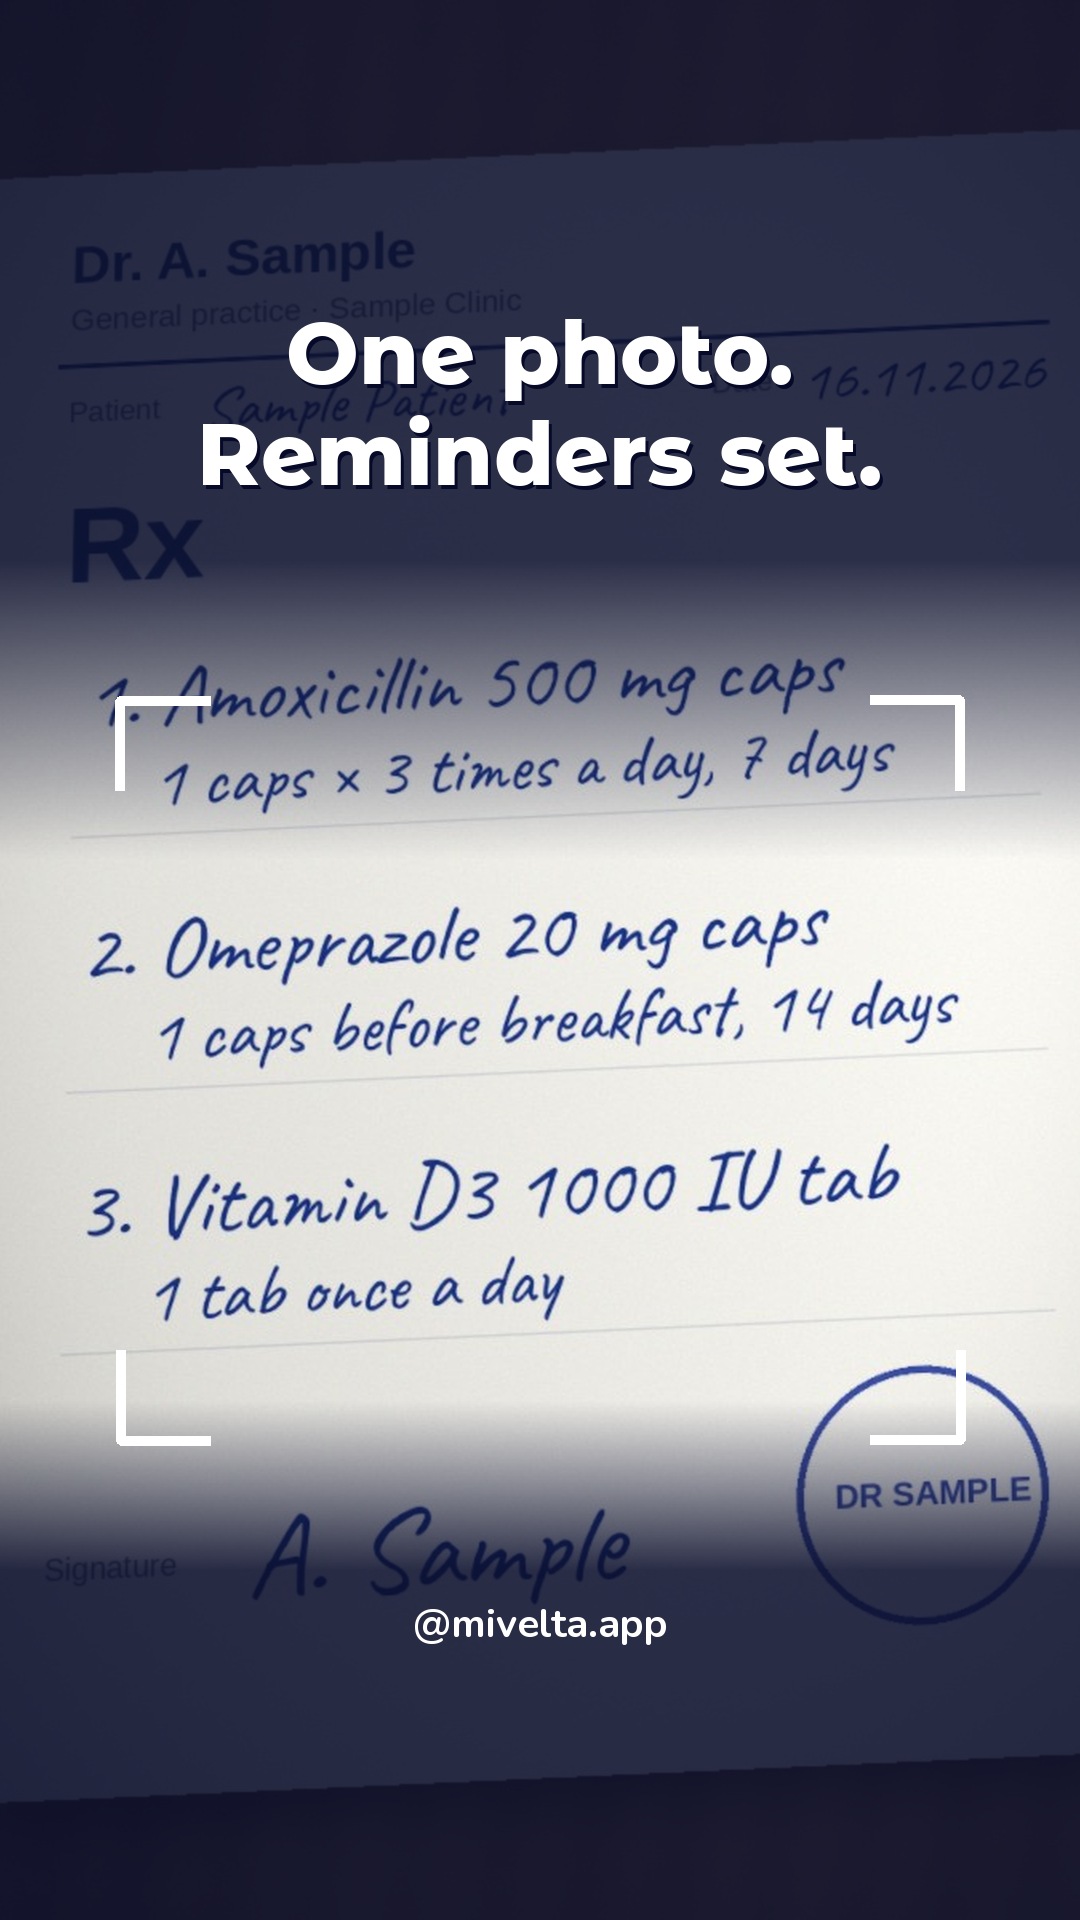 Dr. A. Sample
General practice · Sample Clinic
One photo.
Patient Sample Patient 16.11.2026
Reminders set.
Rx
1. Amoxicillin 500 mg caps
1 caps × 3 times a day, 7 days
2. Omeprazole 20 mg caps
1 caps before breakfast, 14 days
3. Vitamin D3 1000 IU tab
1 tab once a day
DR SAMPLE
Signature A. Sample
@mivelta.app